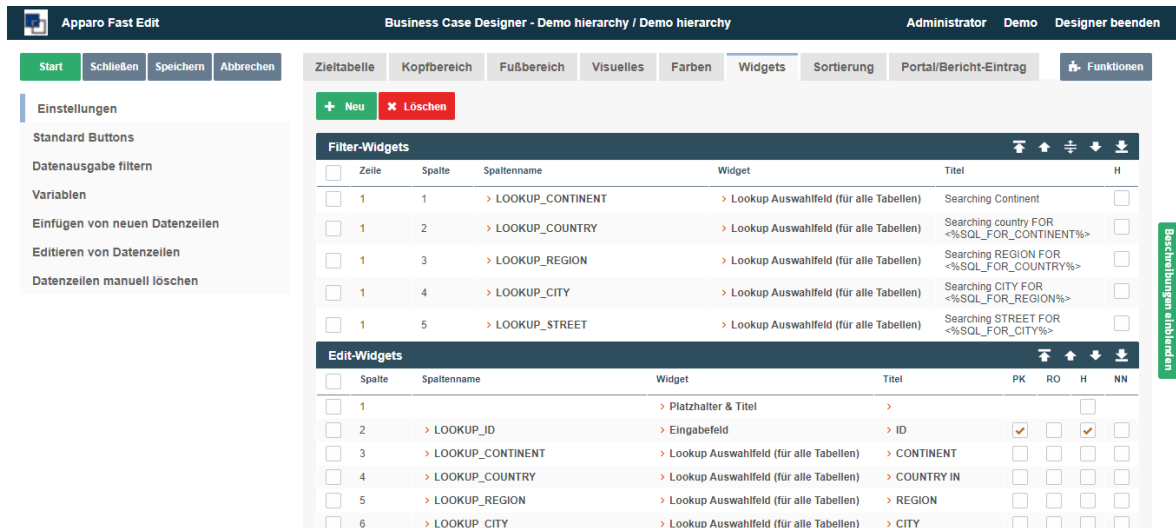 Apparo Fast Edit Business Case Designer - Demo hierarchy / Demo hierarchy Administrator Demo Designer beenden
Start Schließen Speichern Abbrechen
Zieltabelle Kopfbereich Fußbereich Visuelles Farben Widgets Sortierung Portal/Bericht-Eintrag Funktionen
Einstellungen
Standard Buttons
Datenausgabe filtern
Variablen
Einfügen von neuen Datenzeilen
Editieren von Datenzeilen
Datenzeilen manuell löschen
Neu Löschen
Filter-Widgets
Zeile Spalte Spaltenname Widget Titel H
1 1 > LOOKUP_CONTINENT > Lookup Auswahlfeld (für alle Tabellen) Searching Continent
1 2 > LOOKUP_COUNTRY > Lookup Auswahlfeld (für alle Tabellen) Searching country FOR
<%SQL_FOR_CONTINENT%>
1 3 > LOOKUP_REGION > Lookup Auswahlfeld (für alle Tabellen) Searching REGION FOR
<%SQL_FOR_COUNTRY%>
1 4 > LOOKUP_CITY > Lookup Auswahlfeld (für alle Tabellen) Searching CITY FOR
<%SQL_FOR_REGION%>
1 5 > LOOKUP_STREET > Lookup Auswahlfeld (für alle Tabellen) Searching STREET FOR
<%SQL_FOR_CITY%>
Edit-Widgets
Spalte Spaltenname Widget Titel PK RO H NN
1 > Platzhalter & Titel >
2 > LOOKUP_ID > Eingabefeld > ID
3 > LOOKUP_CONTINENT > Lookup Auswahlfeld (für alle Tabellen) > CONTINENT
4 > LOOKUP_COUNTRY > Lookup Auswahlfeld (für alle Tabellen) > COUNTRY IN
5 > LOOKUP_REGION > Lookup Auswahlfeld (für alle Tabellen) > REGION
6 > LOOKUP_CITY > Lookup Auswahlfeld (für alle Tabellen) > CITY
Beschreibungen einblenden